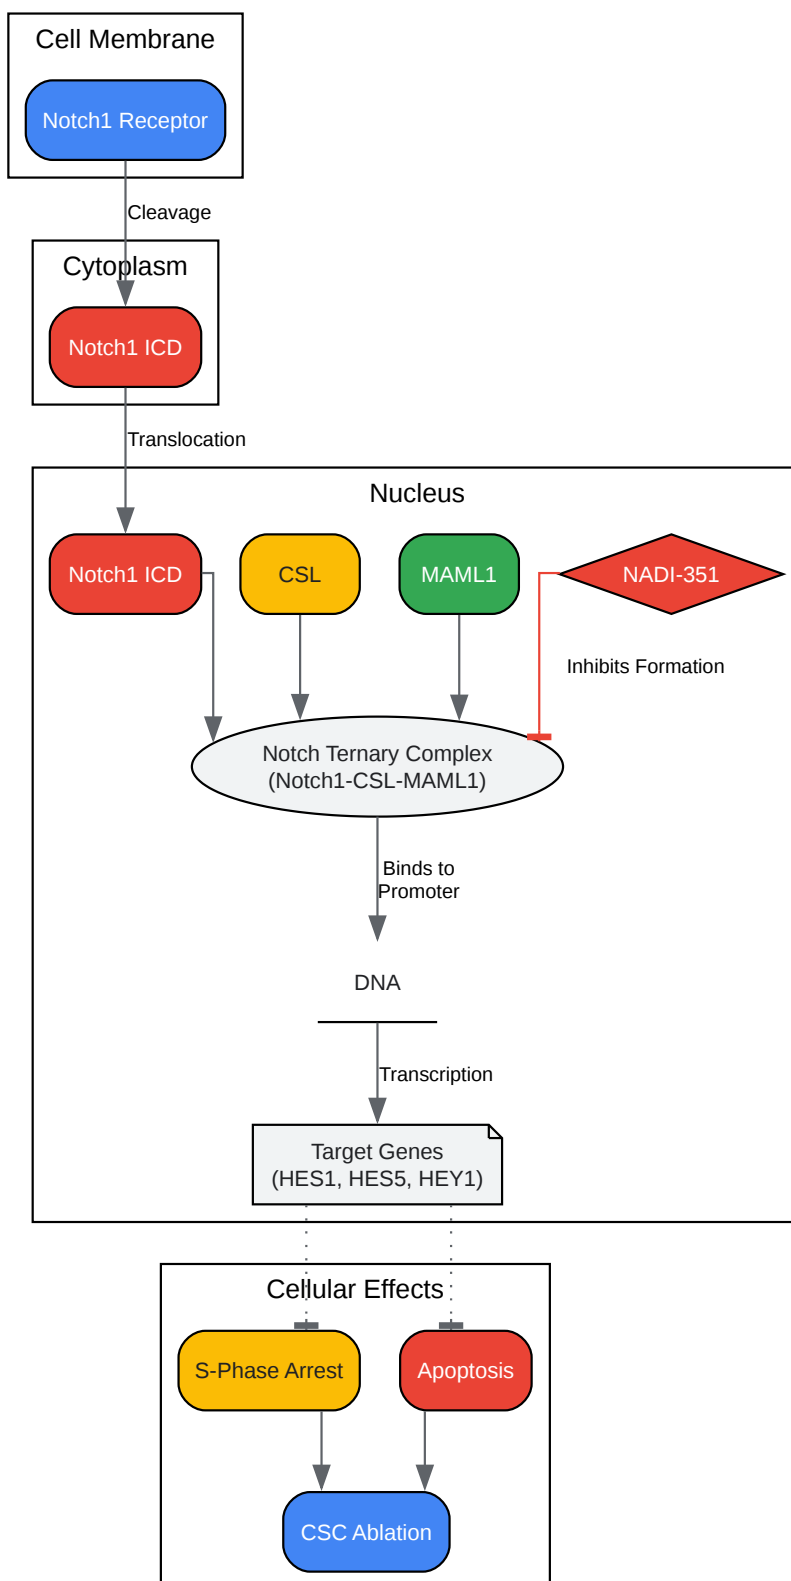 Cell Membrane
Notch1 Receptor
Cleavage
Cytoplasm
Notch1 ICD
Translocation
Nucleus
Notch1 ICD
CSL
MAML1
NADI-351
Inhibits Formation
Notch Ternary Complex
(Notch1-CSL-MAML1)
Binds to
Promoter
DNA
Transcription
Target Genes
(HES1, HES5, HEY1)
Cellular Effects
S-Phase Arrest
Apoptosis
CSC Ablation